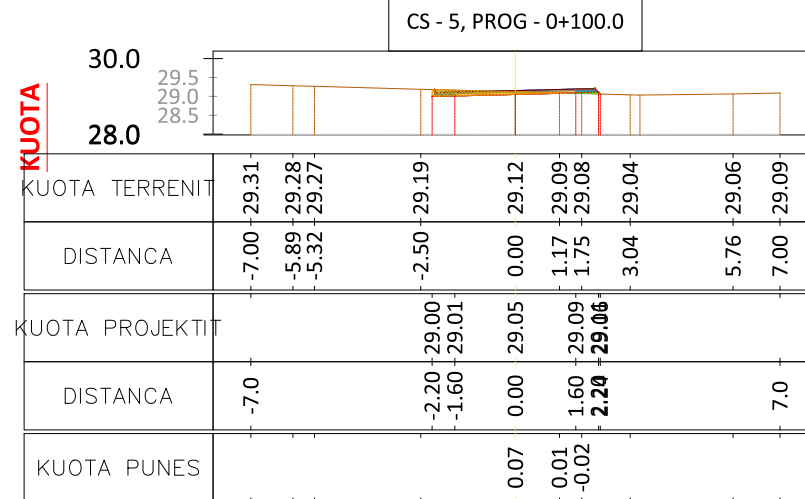 CS - 5, PROG - 0+100.0
KUOTA
30.0
29.5
29.0
28.5
28.0
KUOTA TERRENIT 29.31 29.28 29.27 29.19 29.12 29.09 29.08 29.04 29.06 29.09
DISTANCA -7.00 -5.89 -5.32 -2.50 0.00 1.17 1.75 3.04 5.76 7.00
KUOTA PROJEKTIT 29.00 29.01 29.05 29.09
DISTANCA -7.0 -2.20 -1.60 0.00 1.60 7.0
KUOTA PUNES 0.07 0.01 -0.02